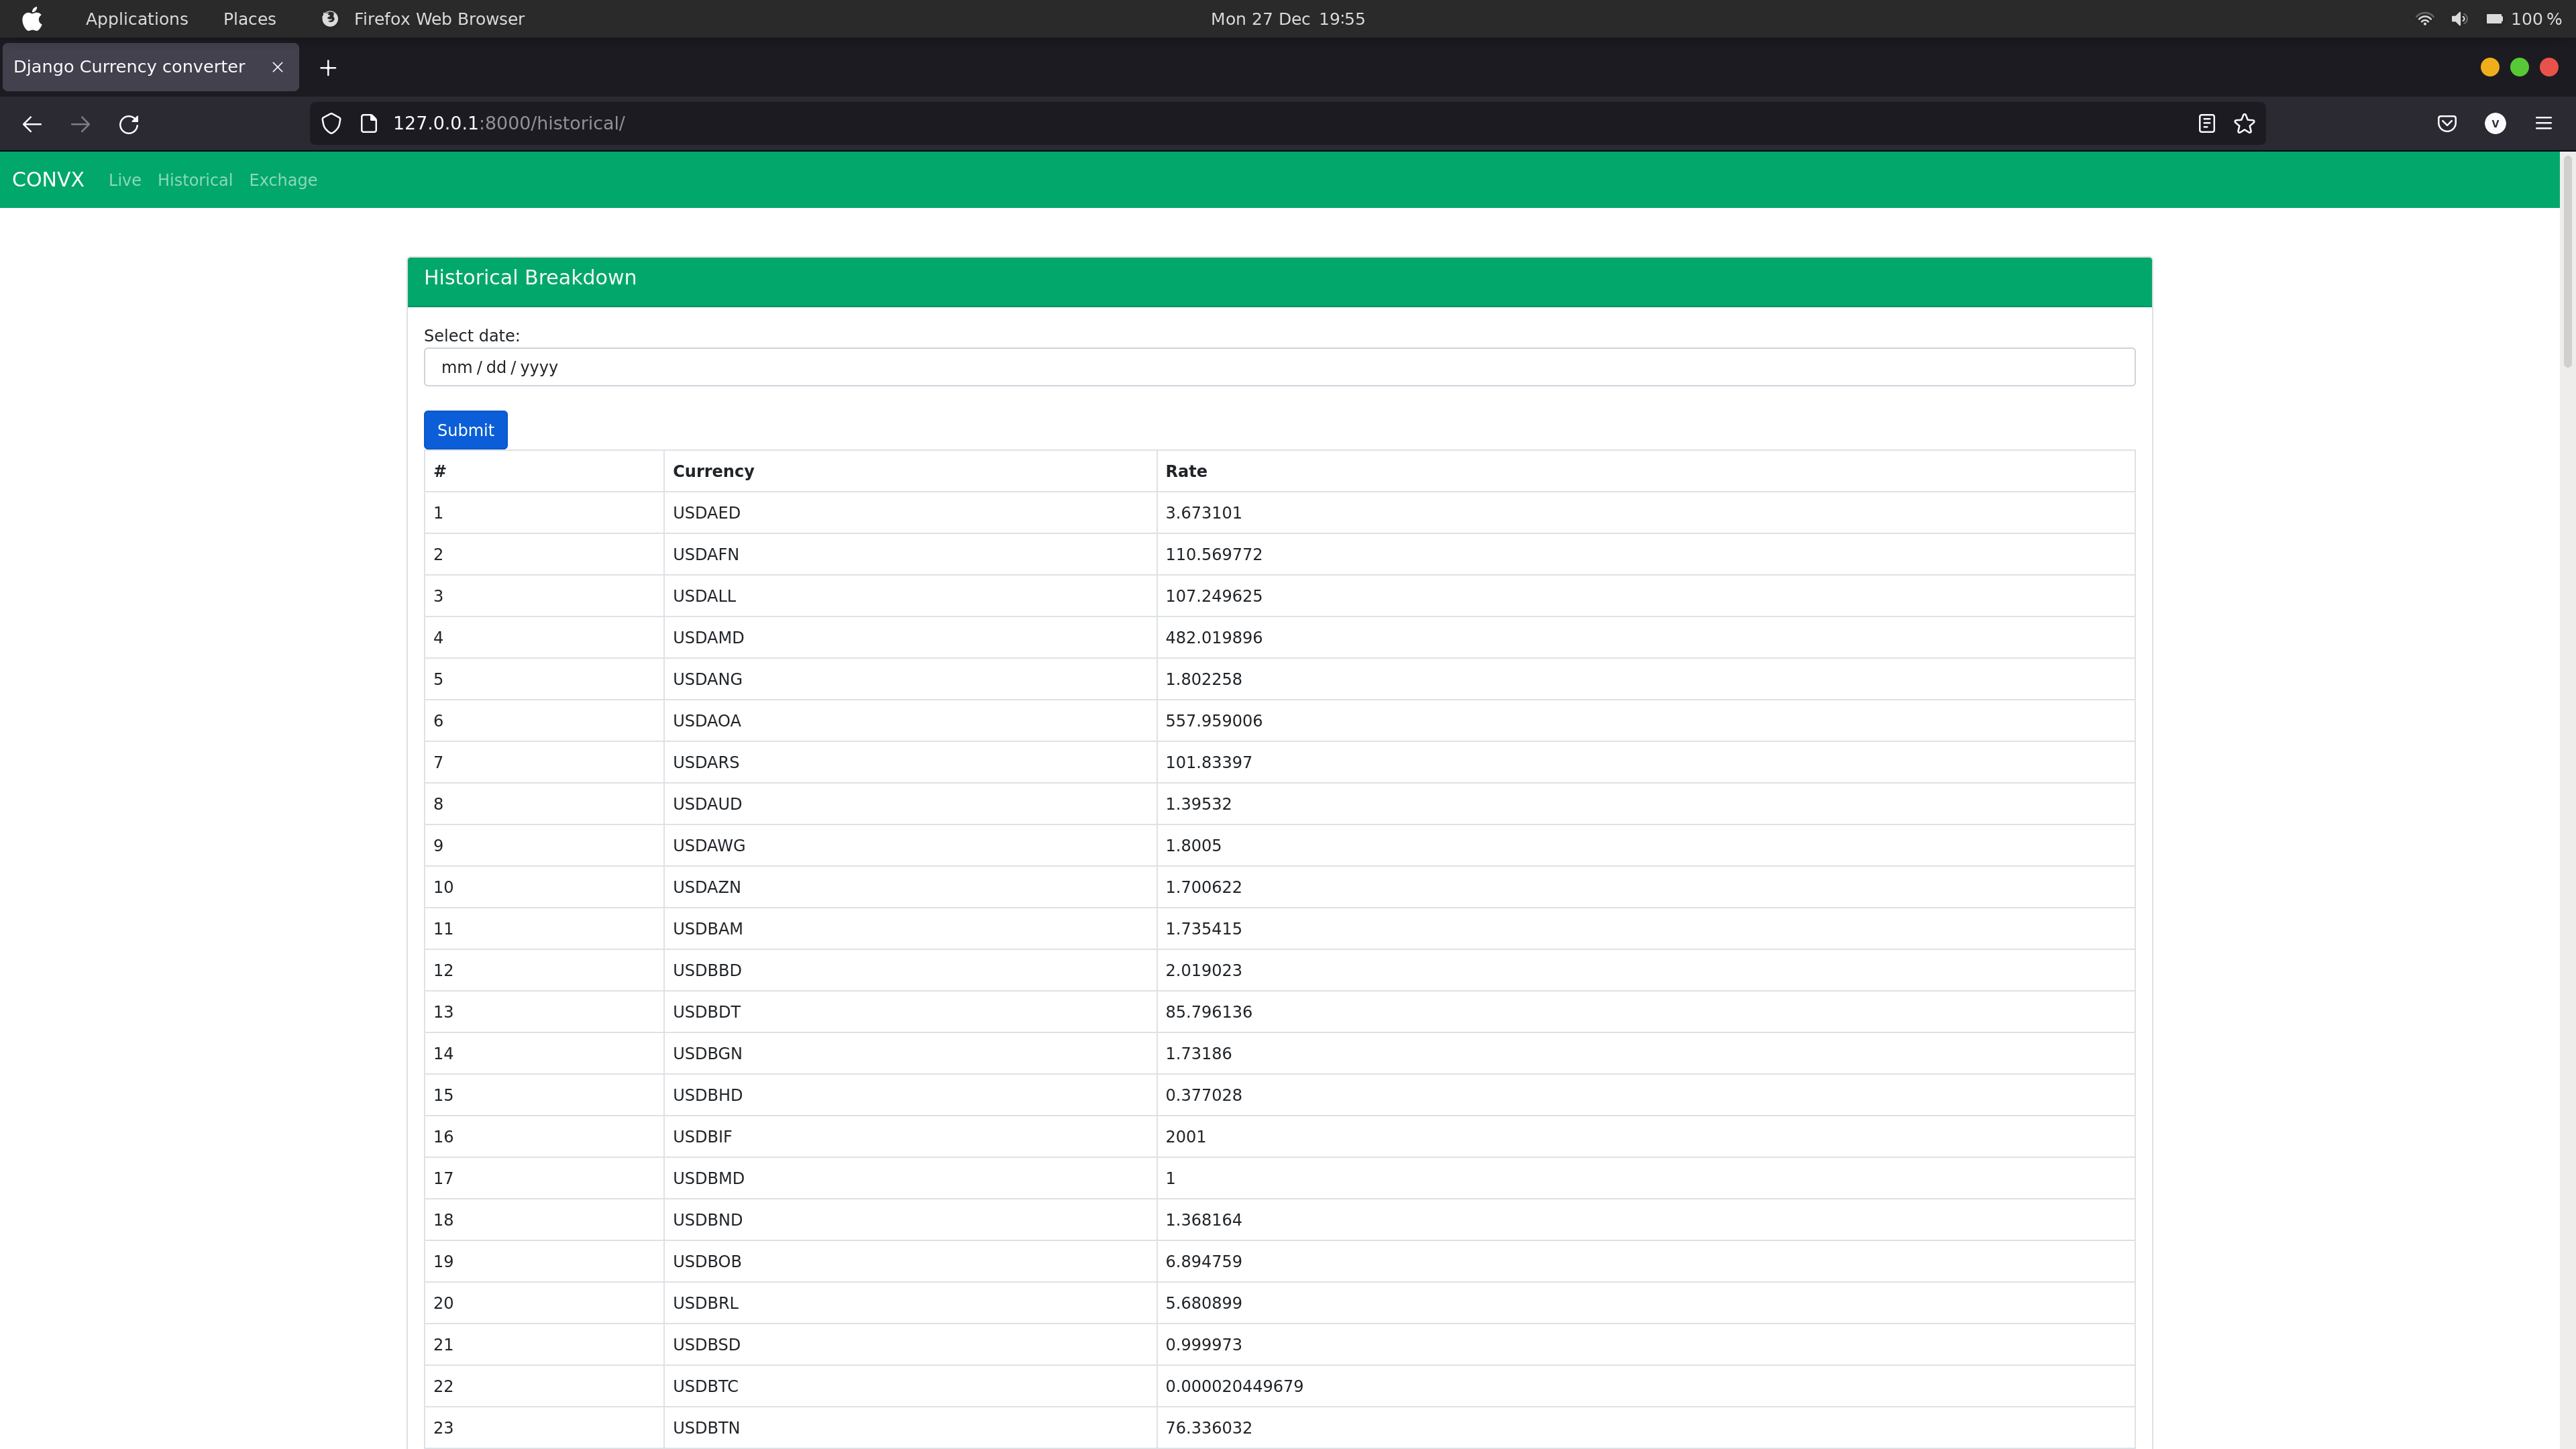 Applications Places Firefox Web Browser Mon 27 Dec 19:55 100 %
Django Currency converter
127.0.0.1:8000/historical/
V
CONVX Live Historical Exchage
Historical Breakdown
Select date:
mm / dd / yyyy
Submit
# Currency Rate
1 USDAED 3.673101
2 USDAFN 110.569772
3 USDALL 107.249625
4 USDAMD 482.019896
5 USDANG 1.802258
6 USDAOA 557.959006
7 USDARS 101.83397
8 USDAUD 1.39532
9 USDAWG 1.8005
10 USDAZN 1.700622
11 USDBAM 1.735415
12 USDBBD 2.019023
13 USDBDT 85.796136
14 USDBGN 1.73186
15 USDBHD 0.377028
16 USDBIF 2001
17 USDBMD 1
18 USDBND 1.368164
19 USDBOB 6.894759
20 USDBRL 5.680899
21 USDBSD 0.999973
22 USDBTC 0.000020449679
23 USDBTN 76.336032